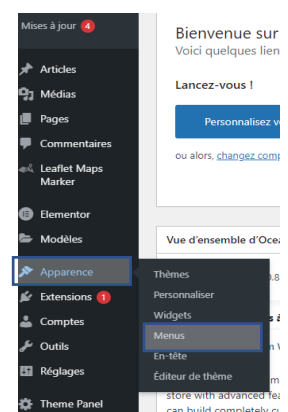 Mises à jour 4
Articles
Médias
Pages
Commentaires
Leaflet Maps
Marker
Elementor
Modèles
Apparence
Extensions 1
Comptes
Outils
Réglages
Theme Panel
Thèmes
Personnaliser
Widgets
Menus
En-tête
Éditeur de thème
Bienvenue sur
Voici quelques lien
Lancez-vous !
Personnalisez v
ou alors, changez comp
Vue d'ensemble d'Ocea
store with advanced fea
can build completely cu